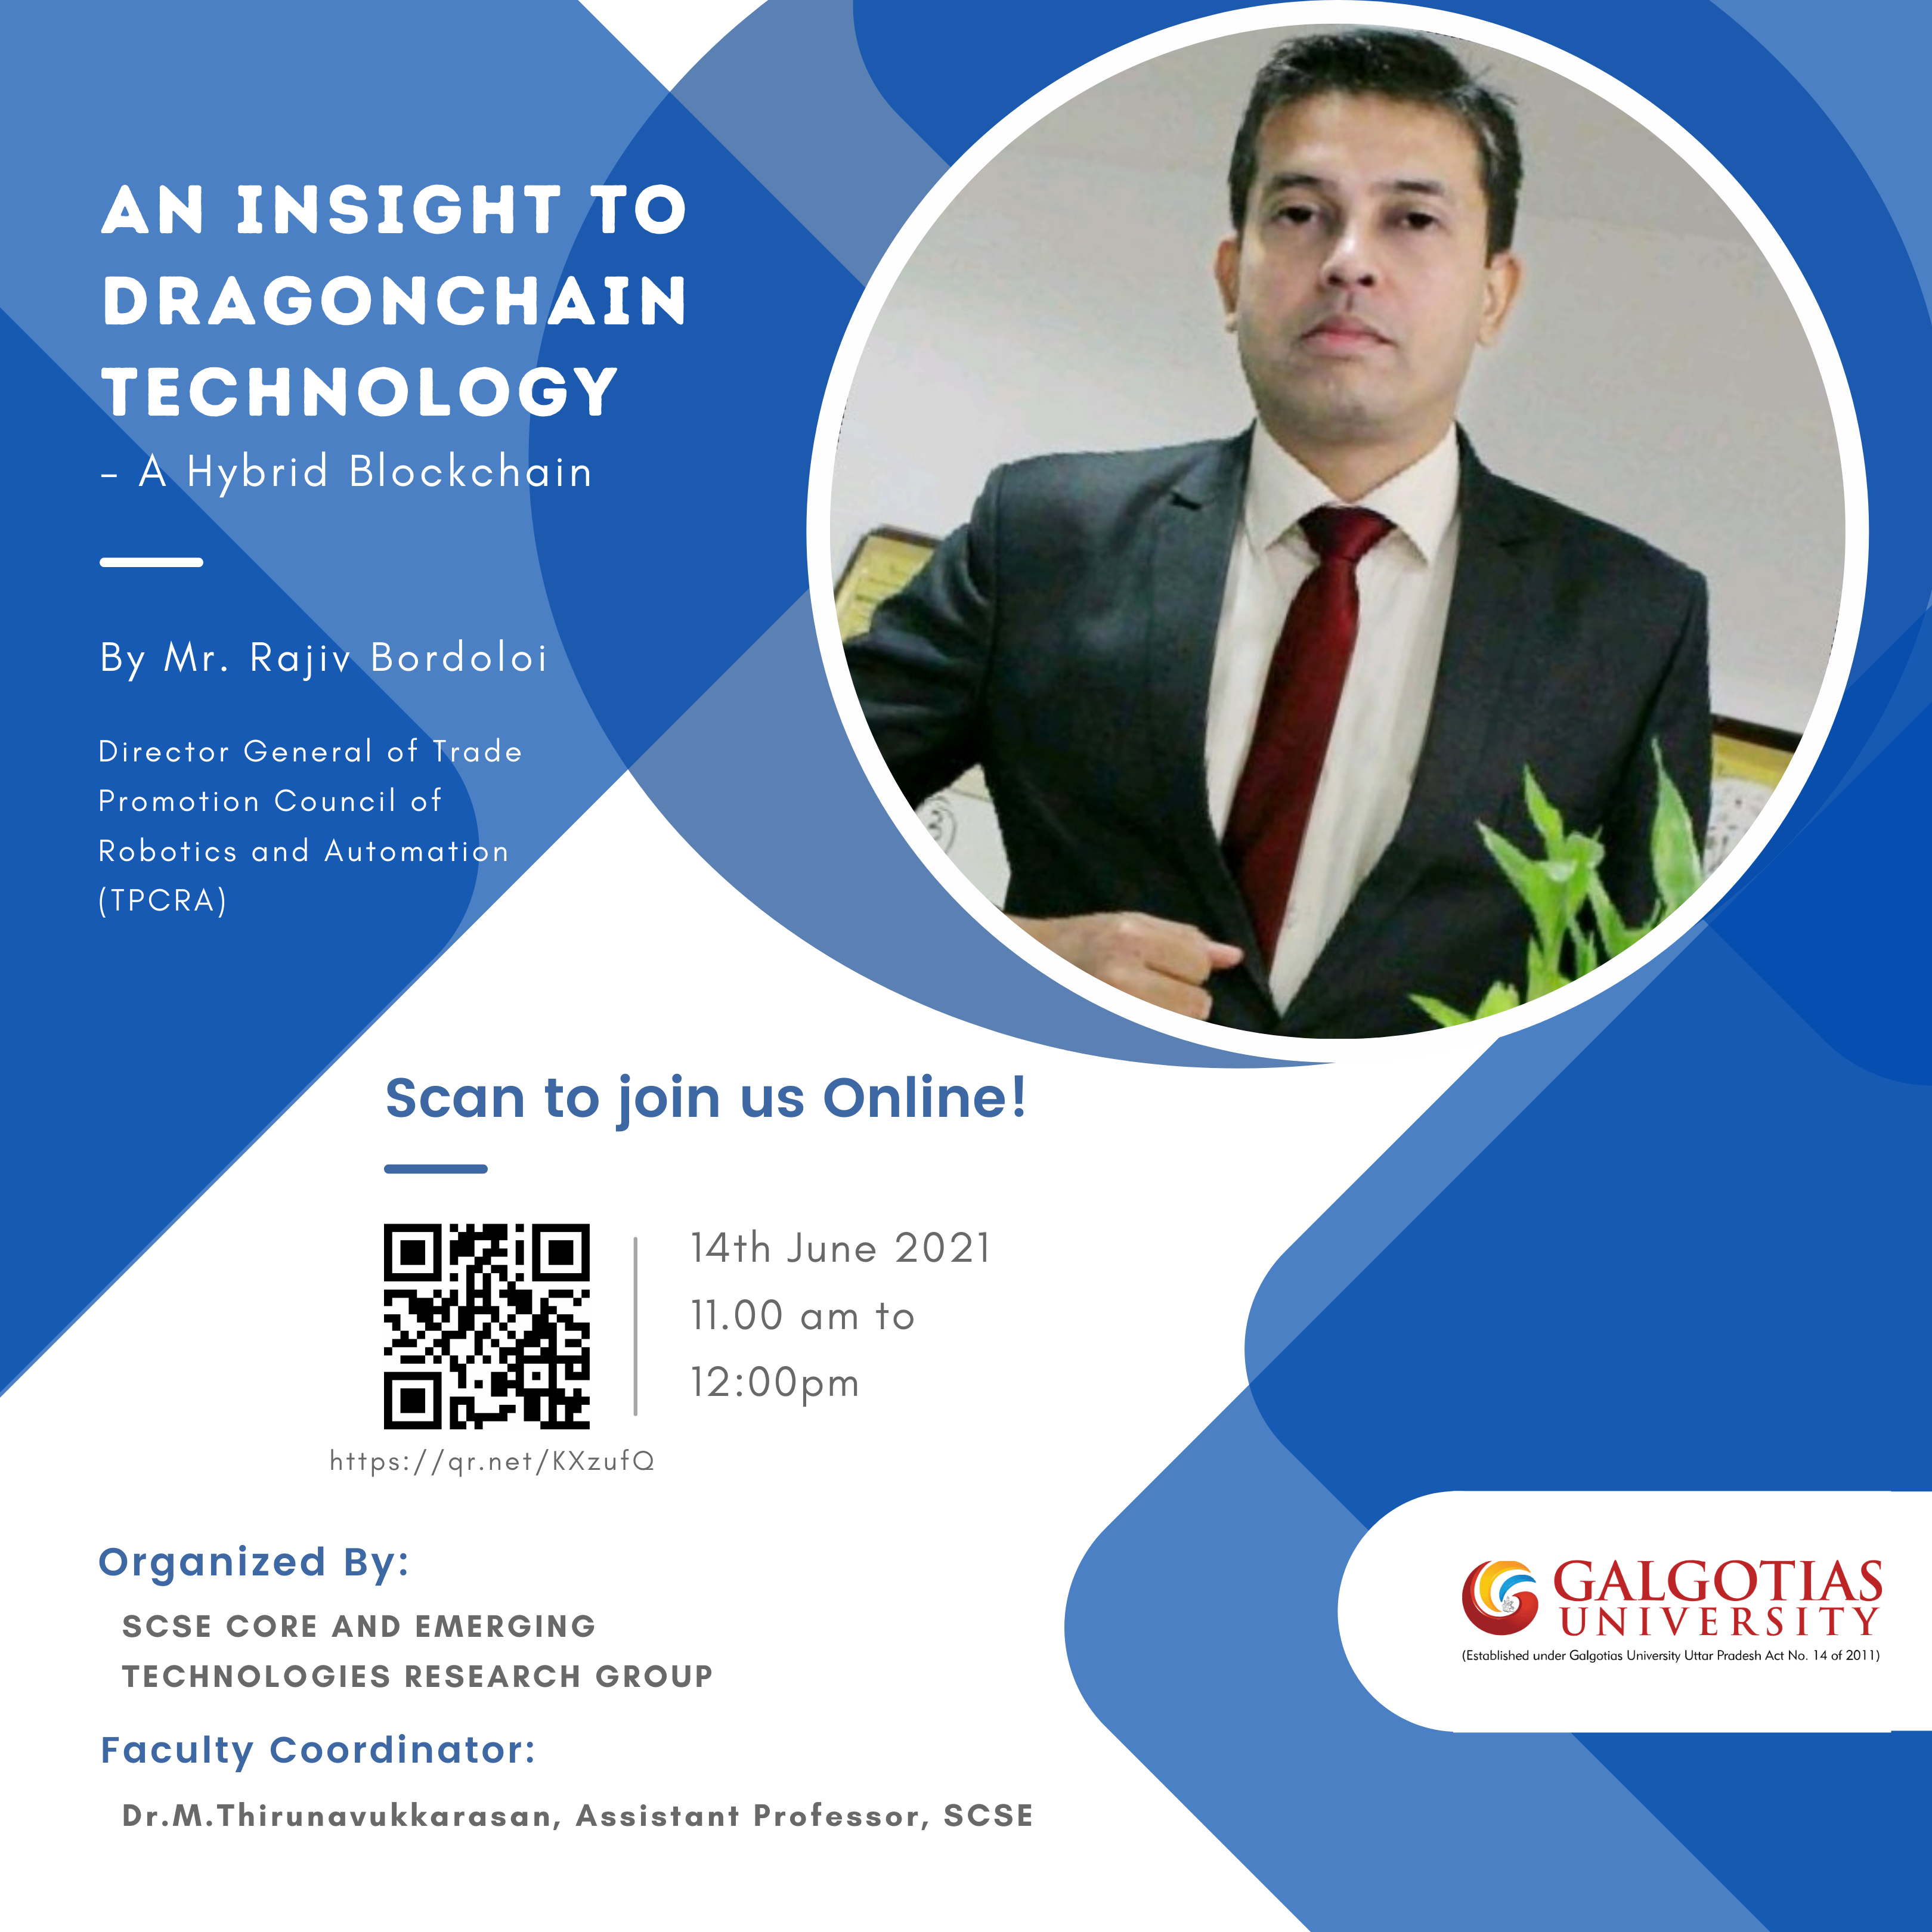 AN INSIGHT TO
DRAGONCHAIN
TECHNOLOGY
– A Hybrid Blockchain
By Mr. Rajiv Bordoloi
Director General of Trade
Promotion Council of
Robotics and Automation
(TPCRA)
Scan to join us Online!
14th June 2021
11.00 am to
12:00pm
https://qr.net/KXzufQ
Organized By:
SCSE CORE AND EMERGING
TECHNOLOGIES RESEARCH GROUP
Faculty Coordinator:
Dr.M.Thirunavukkarasan, Assistant Professor, SCSE
GALGOTIAS
UNIVERSITY
(Established under Galgotias University Uttar Pradesh Act No. 14 of 2011)